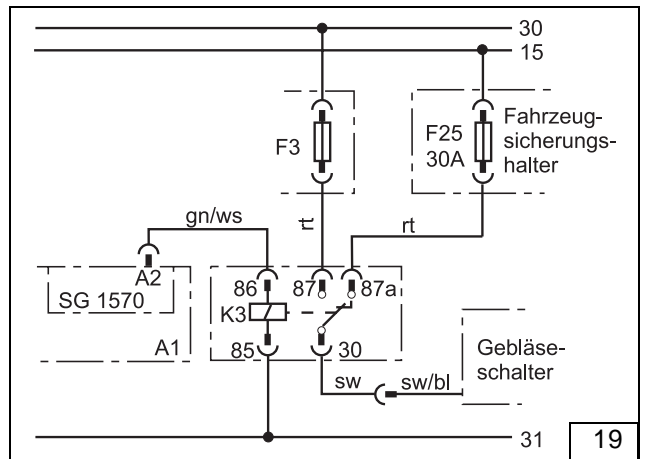 30
15
F3
F25
30A
Fahrzeug-
sicherungs-
halter
gn/ws
rt
rt
A2
SG 1570
A1
86
87
87a
K3
85
30
Gebläse-
schalter
sw
sw/bl
31
19